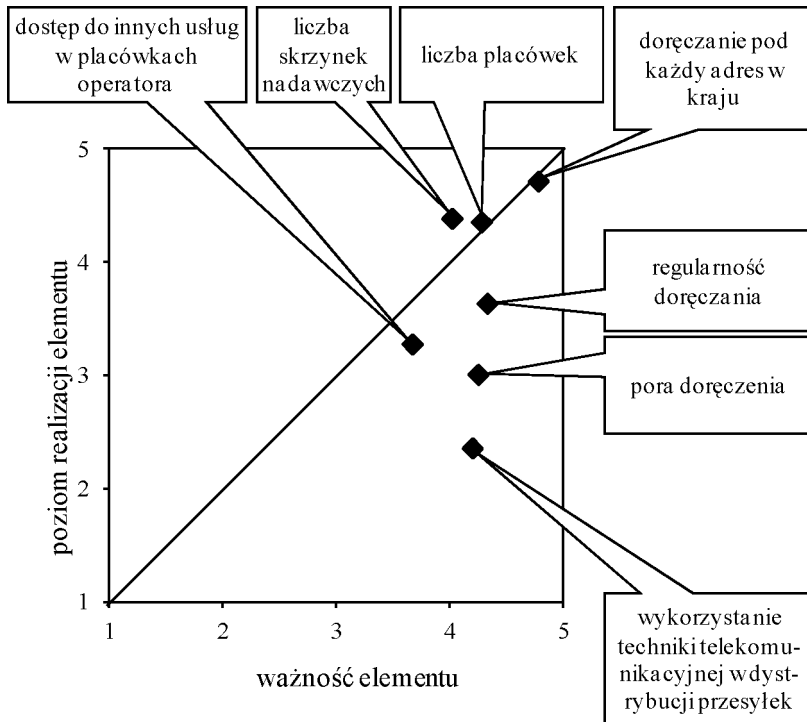 dostęp do innych usług
w placówkach
operatora
liczba
skrzynek
nadawczych
liczba placówek
doręczanie pod
każdy adres w
kraju
regularność
doręczania
pora doręczenia
wykorzystanie
techniki telekomu-
nikacyjnej w dyst-
rybucji przesyłek
poziom realizacji elementu
5
4
3
2
1
1
2
3
4
5
ważność elementu